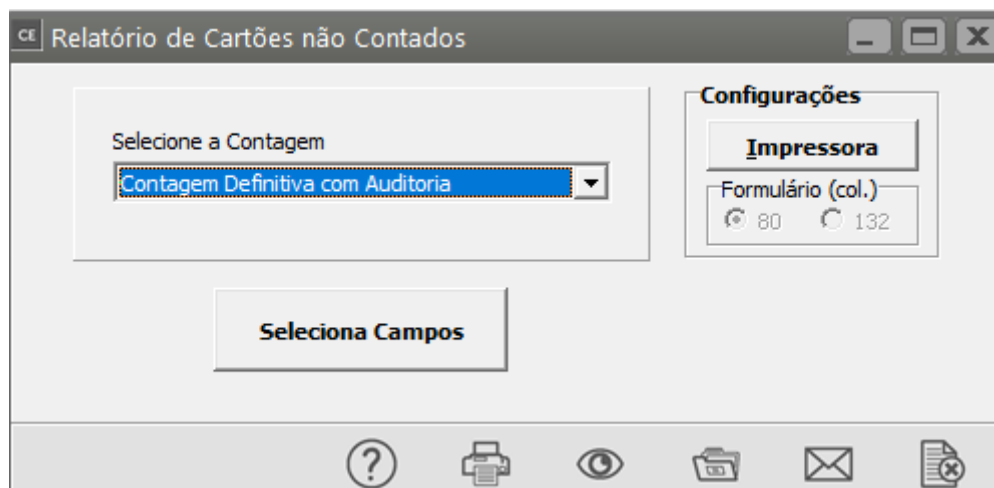 CE Relatório de Cartões não Contados
Selecione a Contagem
Contagem Definitiva com Auditoria
Configurações
Impressora
Formulário (col.)
80 132
Seleciona Campos